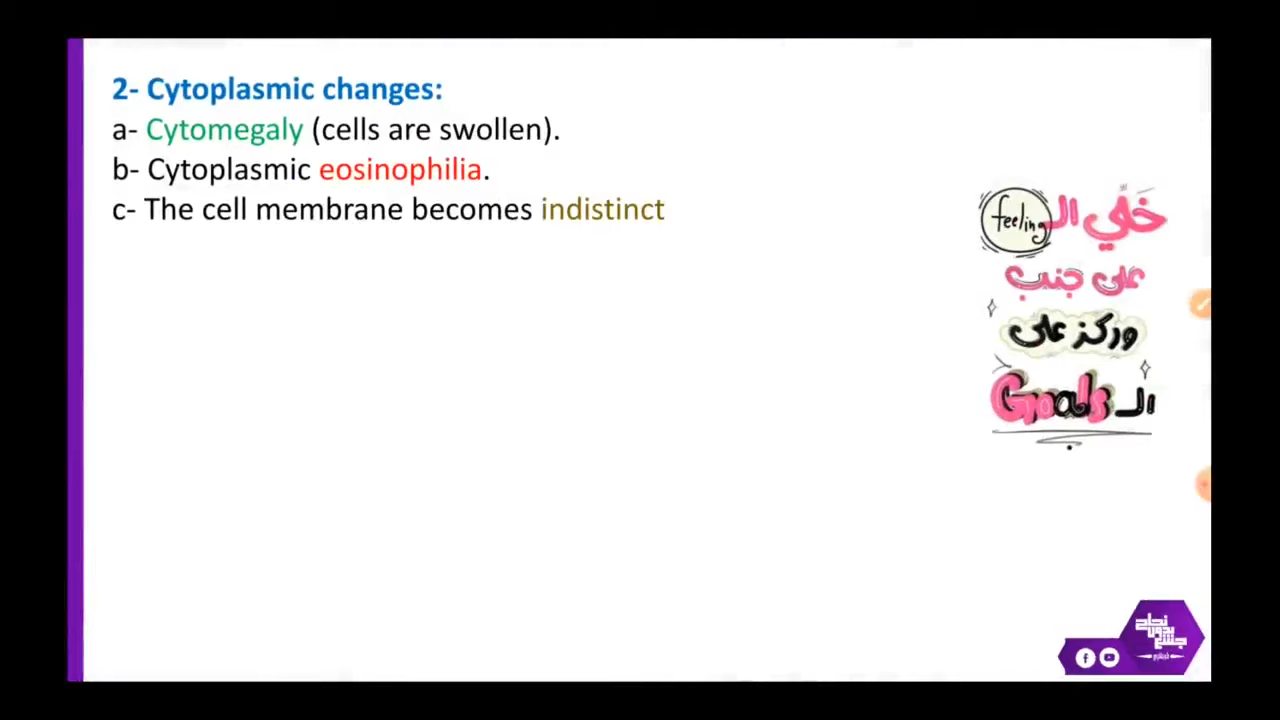 2- Cytoplasmic changes:
a- Cytomegaly (cells are swollen).
b- Cytoplasmic eosinophilia.
c- The cell membrane becomes indistinct
خَلّي الـ feeling
على جنب
وركز على
الـ Goals